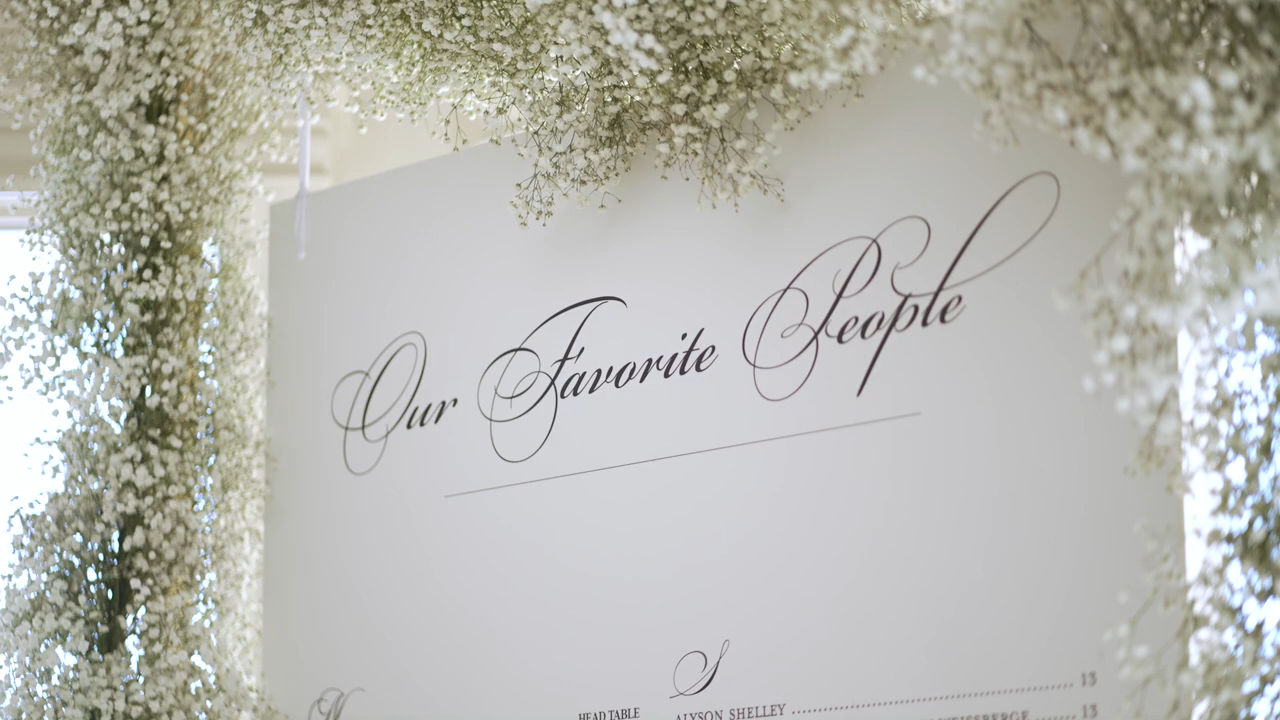 Our Favorite People
S
13
HEAD TABLE
ALYSON SHELLEY
13